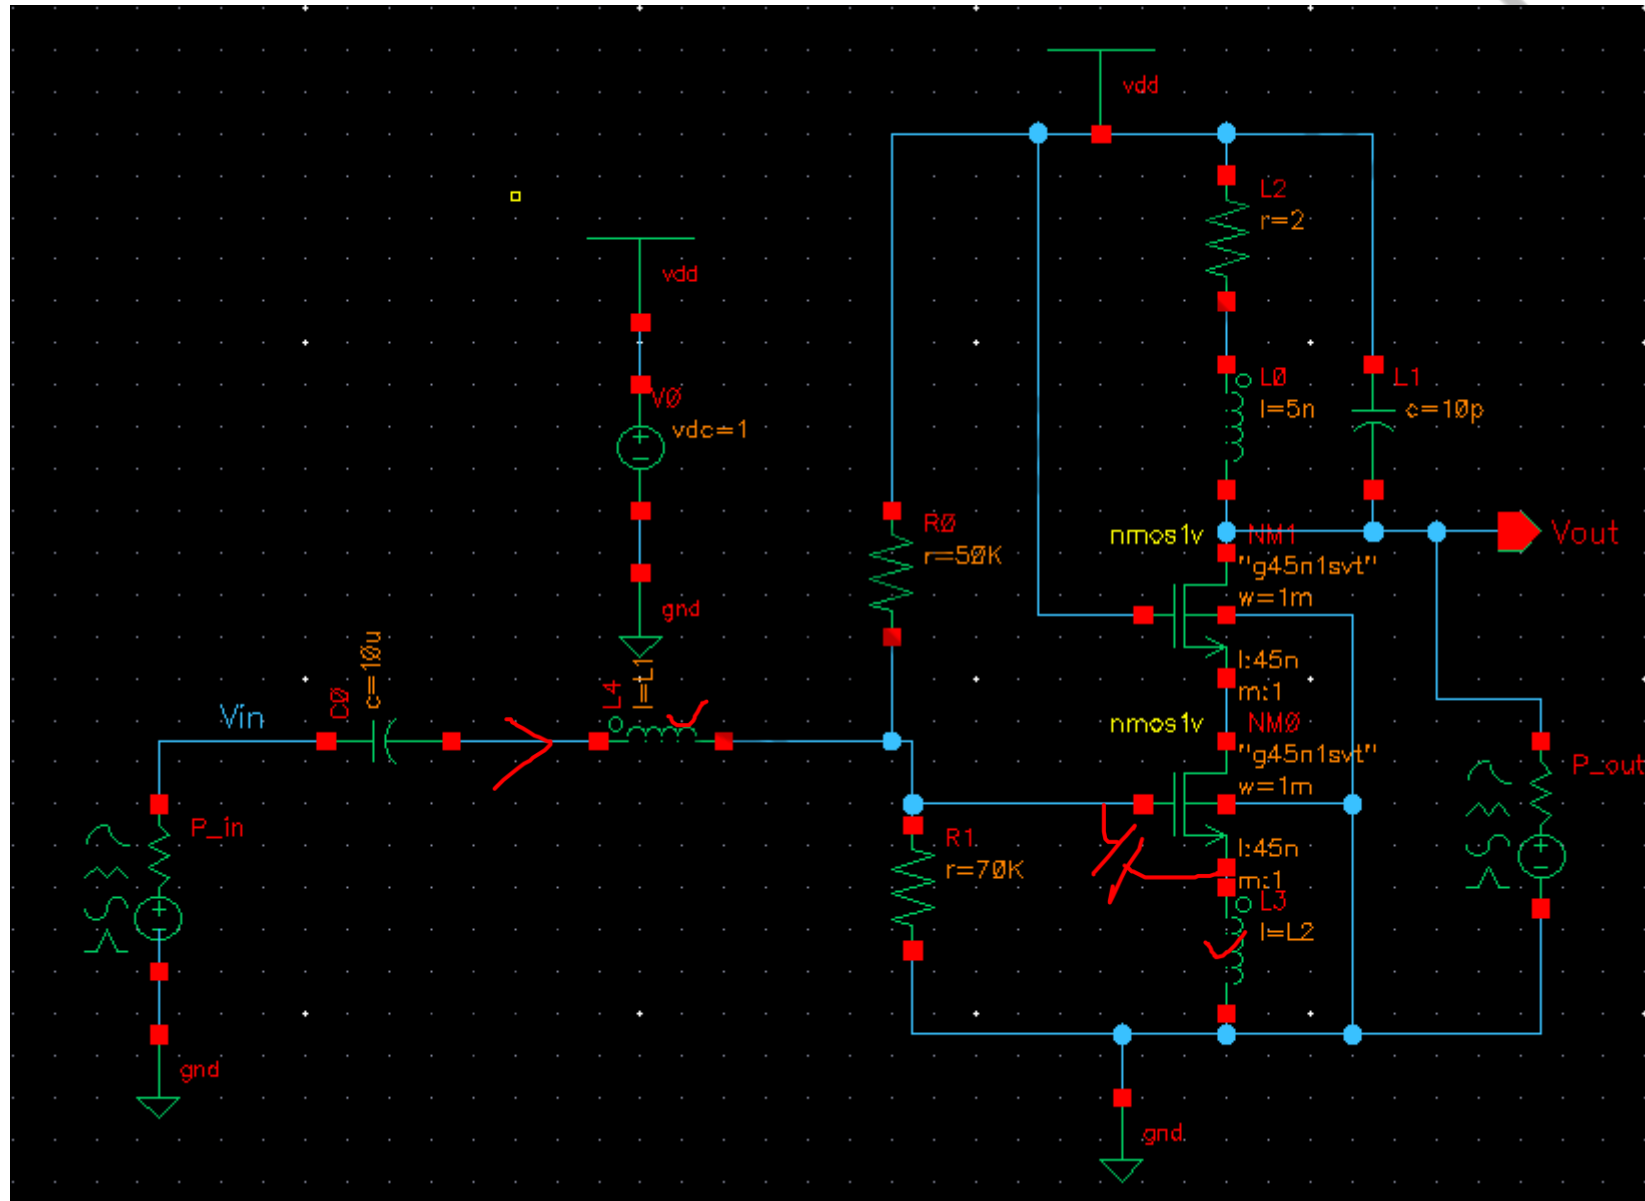 vdd
L2
r=2
vdd
V0
vdc=1
L0
l=5n
L1
c=10p
R0
r=50K
nmos1v
NM1
Vout
"g45n1svt"
w=1m
gnd
l:45n
m:1
Vin
C0
c=10u
L4
l=L1
nmos1v
NM0
"g45n1svt"
w=1m
P_out
P_in
R1
r=70K
l:45n
m:1
L3
l=L2
gnd
gnd